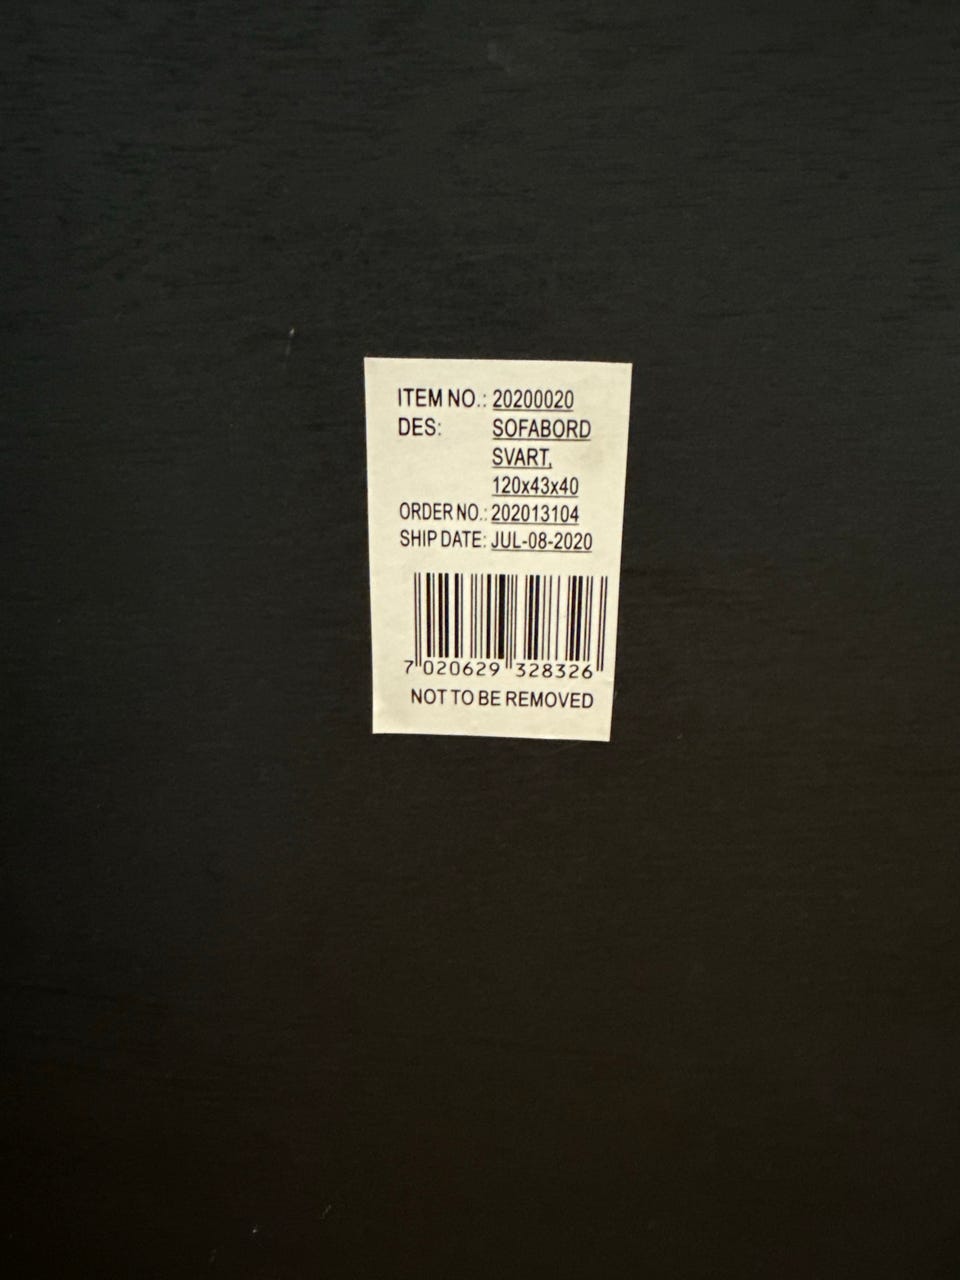 ITEM NO.: 20200020
DES: SOFABORD
SVART,
120x43x40
ORDER NO.: 202013104
SHIP DATE: JUL-08-2020
7 020629 328326
NOT TO BE REMOVED